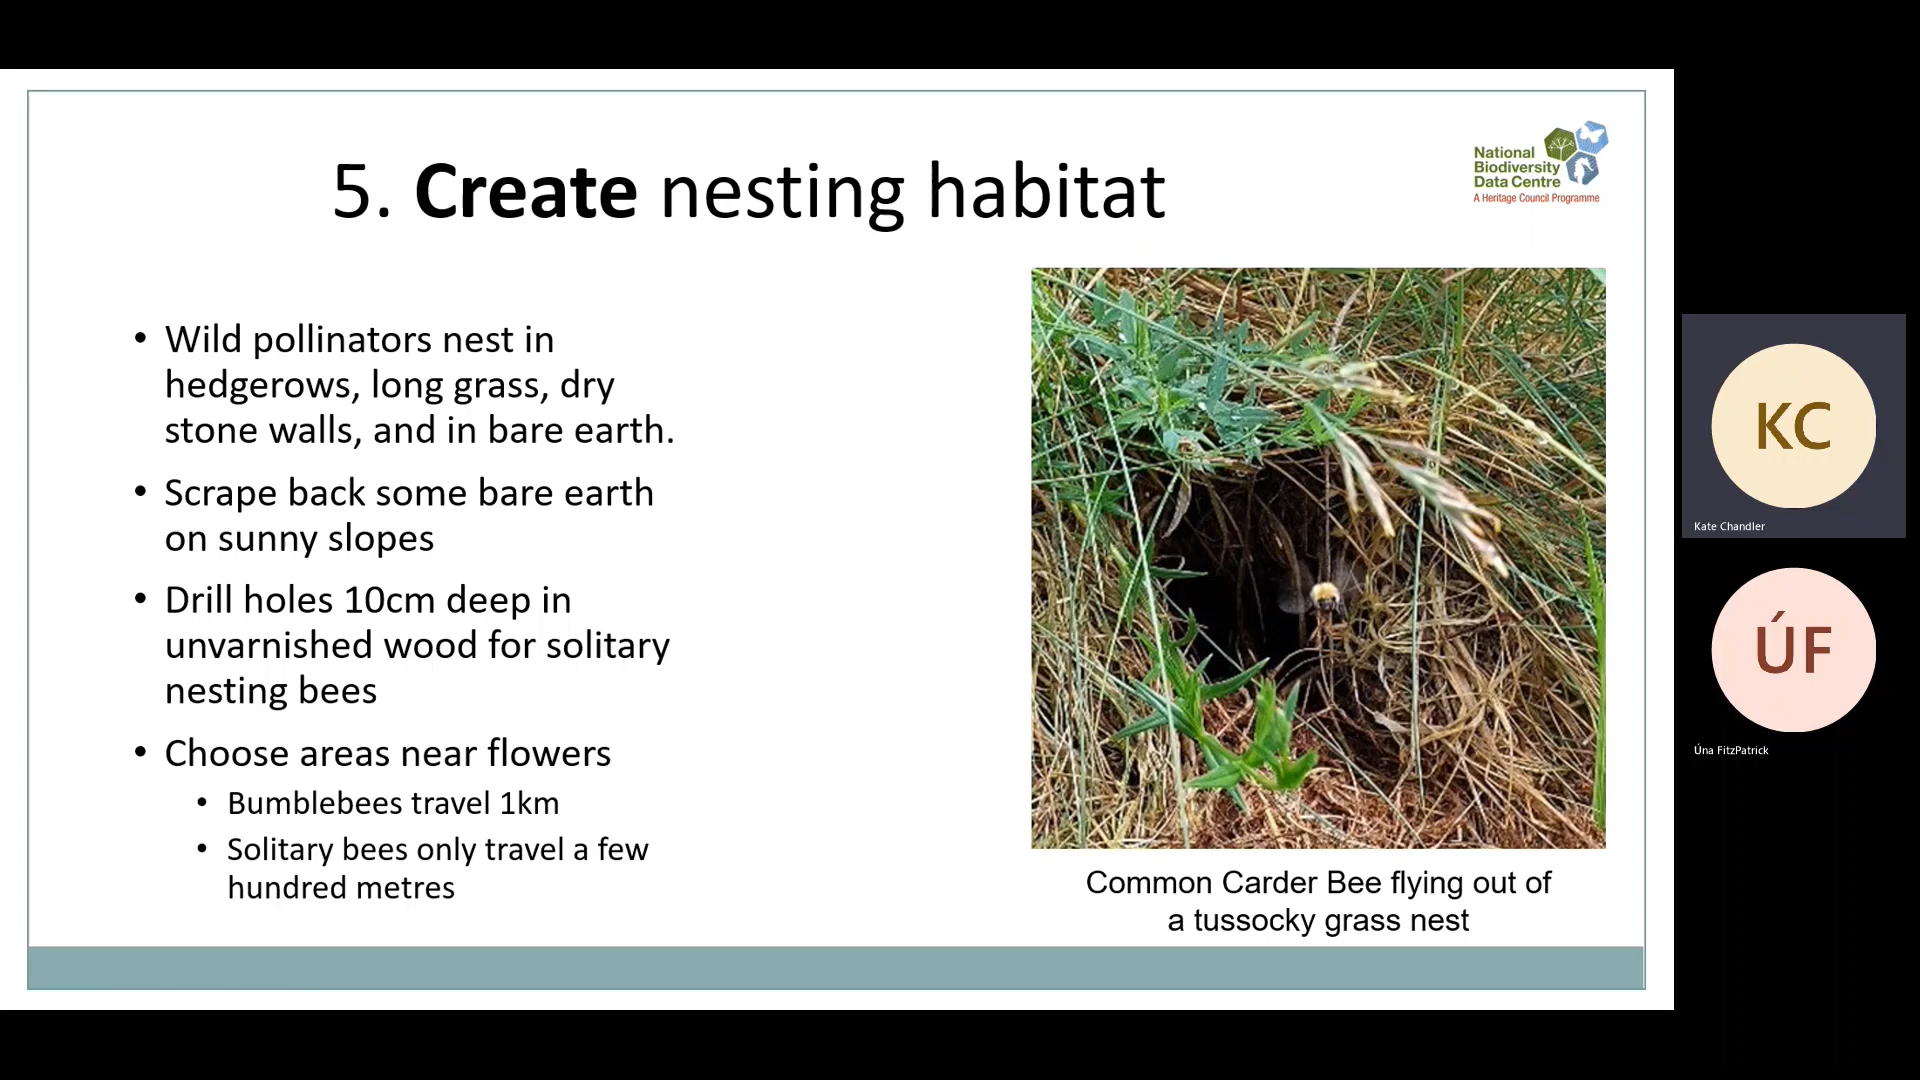 5. Create nesting habitat
National
Biodiversity
Data Centre
A Heritage Council Programme
• Wild pollinators nest in
hedgerows, long grass, dry
stone walls, and in bare earth.
• Scrape back some bare earth
on sunny slopes
• Drill holes 10cm deep in
unvarnished wood for solitary
nesting bees
• Choose areas near flowers
• Bumblebees travel 1km
• Solitary bees only travel a few
hundred metres
Common Carder Bee flying out of
a tussocky grass nest
KC
Kate Chandler
ÚF
Úna FitzPatrick